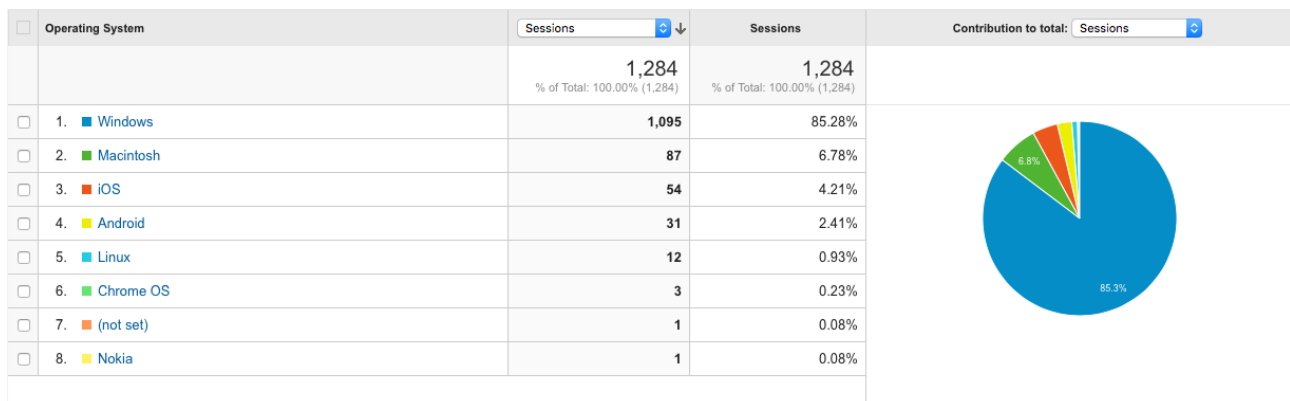 Operating System Sessions Sessions Contribution to total: Sessions
1,284 1,284
% of Total: 100.00% (1,284) % of Total: 100.00% (1,284)
1. Windows 1,095 85.28%
2. Macintosh 87 6.78%
3. iOS 54 4.21%
4. Android 31 2.41%
5. Linux 12 0.93%
6. Chrome OS 3 0.23%
7. (not set) 1 0.08%
8. Nokia 1 0.08%
6.8%
85.3%